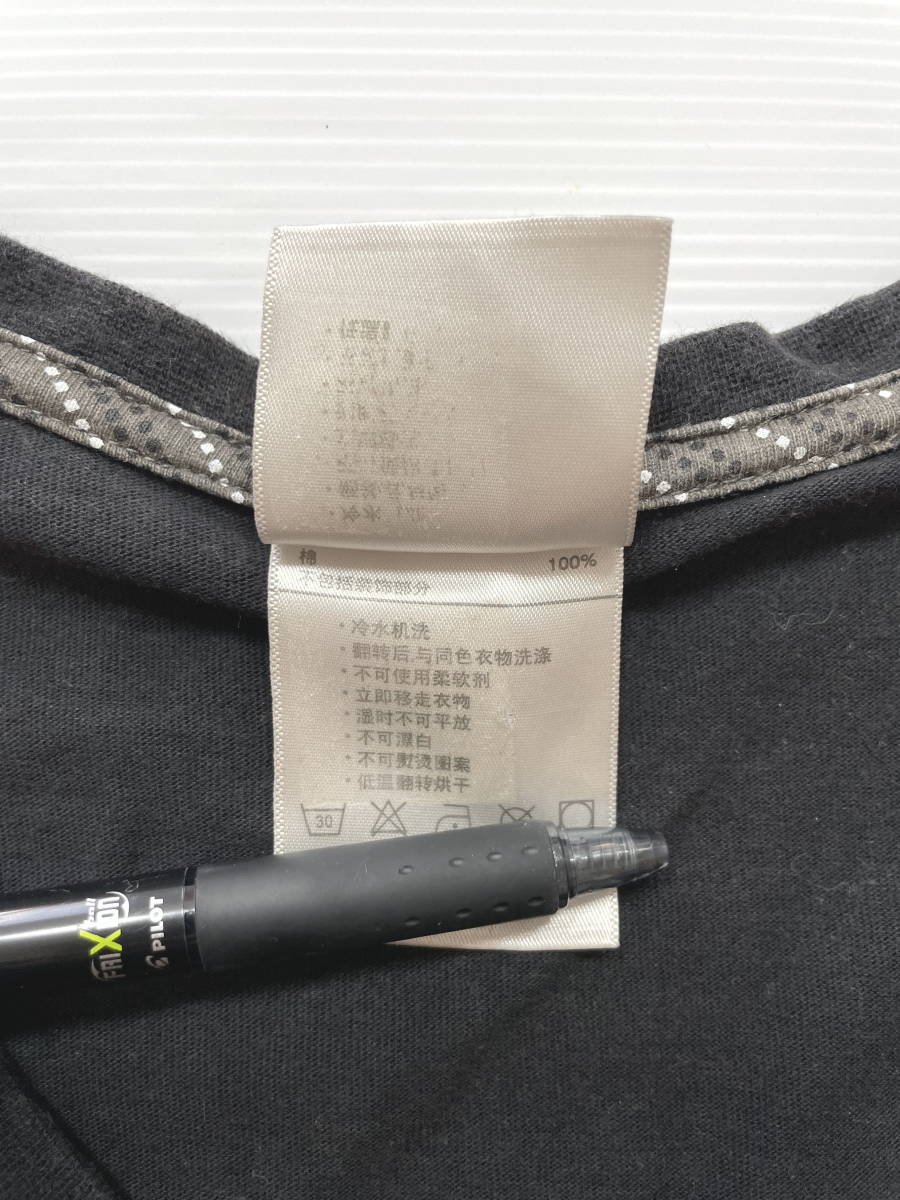 棉 100%
不包括装饰部分
·冷水机洗
·翻转后与同色衣物洗涤
·不可使用柔软剂
·立即移走衣物
·湿时不可平放
·不可漂白
·不可熨烫图案
·低温翻转烘干
30
FRIXion ball
PILOT